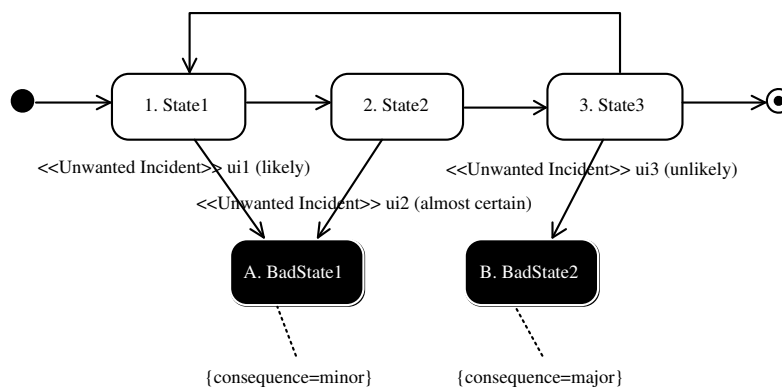 1. State1
2. State2
3. State3
<<Unwanted Incident>> ui1 (likely)
<<Unwanted Incident>> ui3 (unlikely)
<<Unwanted Incident>> ui2 (almost certain)
A. BadState1
B. BadState2
{consequence=minor}
{consequence=major}